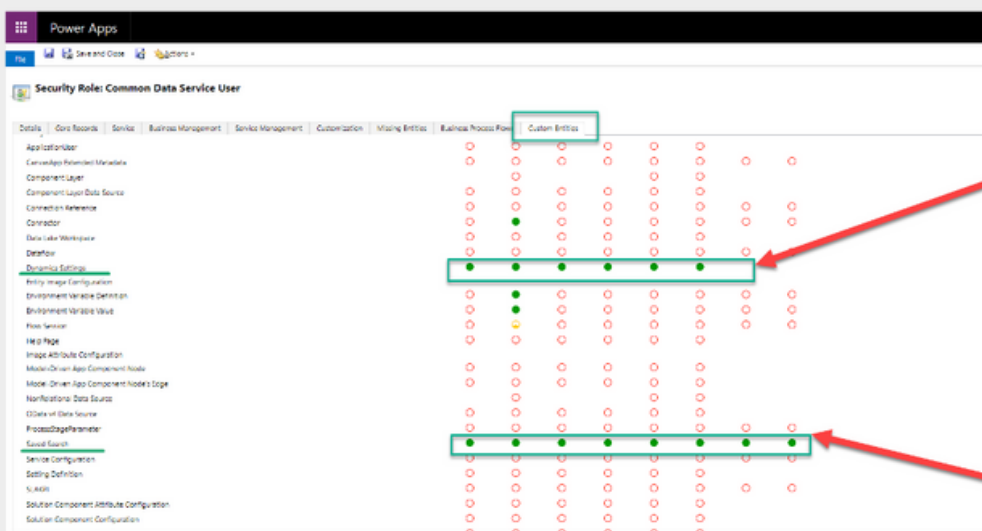 Power Apps
File Save and Close Actions
Security Role: Common Data Service User
Details Core Records Service Business Management Service Management Customization Missing Entities Business Process Flows Custom Entities
ApplicationUser
CanvasApp Extended Metadata
Component Layer
Component Layer Data Source
Connection Reference
Connector
Data Lake Workspace
Dataflow
Dynamics Settings
Entity Image Configuration
Environment Variable Definition
Environment Variable Value
Flow Session
Help Page
Image Attribute Configuration
Model-Driven App Component Node
Model-Driven App Component Node's Edge
NonRelational Data Source
OData v4 Data Source
ProcessStageParameter
Saved Search
Service Configuration
Setting Definition
SLAKPI
Solution Component Attribute Configuration
Solution Component Configuration